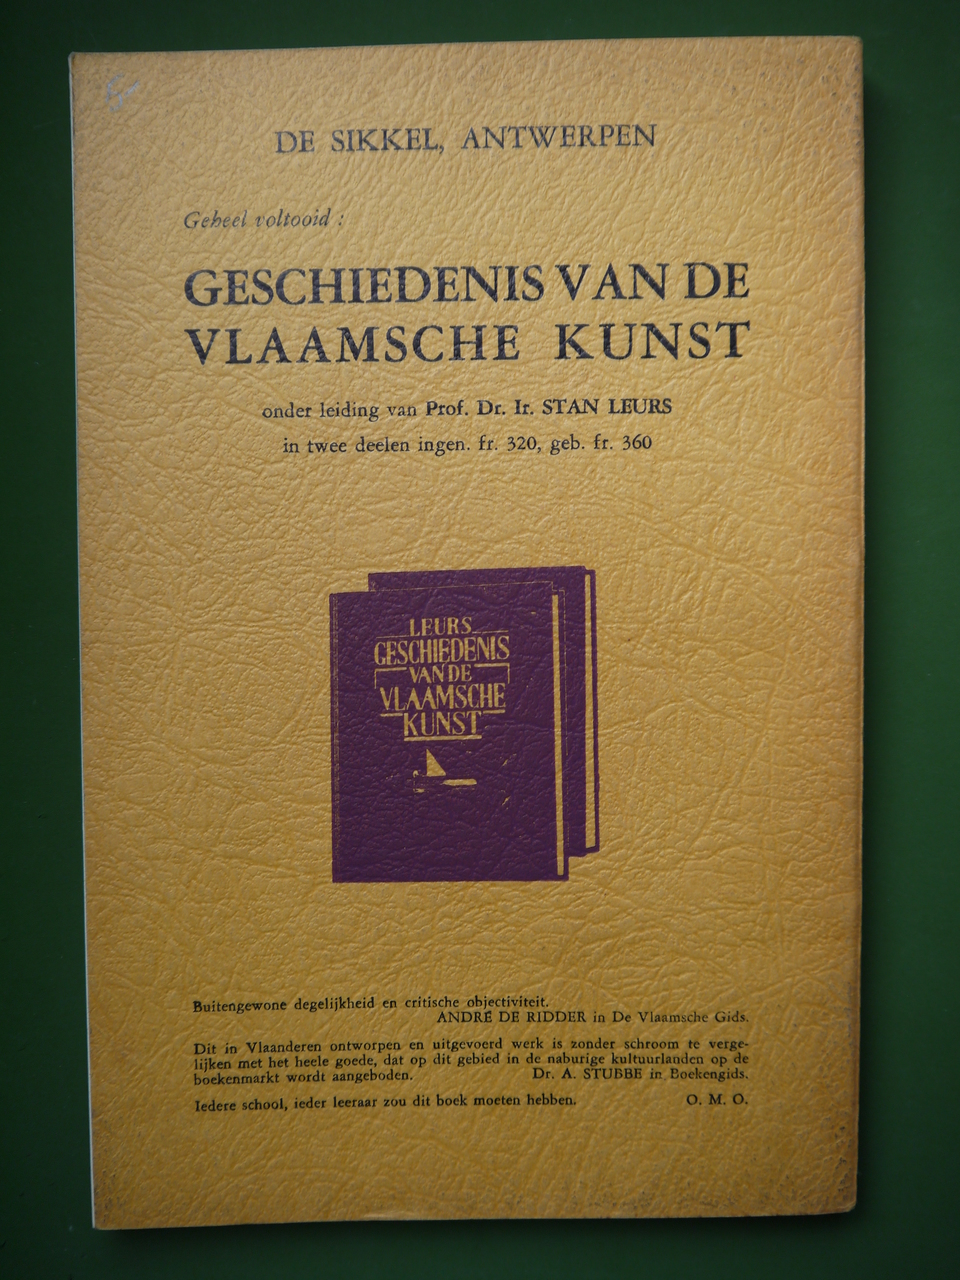 DE SIKKEL, ANTWERPEN
Geheel voltooid :
GESCHIEDENIS VAN DE
VLAAMSCHE KUNST
onder leiding van Prof. Dr. Ir. STAN LEURS
in twee deelen ingen. fr. 320, geb. fr. 360
LEURS
GESCHIEDENIS
VAN DE
VLAAMSCHE
KUNST
Buitengewone degelijkheid en critische objectiviteit.
ANDRÉ DE RIDDER in De Vlaamsche Gids.
Dit in Vlaanderen ontworpen en uitgevoerd werk is zonder schroom te verge-
lijken met het heele goede, dat op dit gebied in de naburige kultuurlanden op de
boekenmarkt wordt aangeboden. Dr. A. STUBBE in Boekengids.
Iedere school, ieder leeraar zou dit boek moeten hebben. O. M. O.